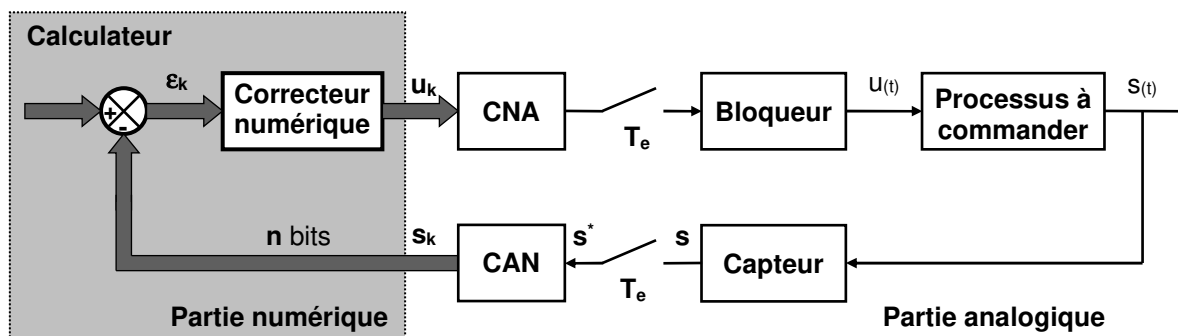 Calculateur
εk
Correcteur
numérique
uk
CNA
Te
Bloqueur
u(t)
Processus à
commander
s(t)
+
-
n bits
sk
CAN
s*
Te
s
Capteur
Partie numérique
Partie analogique